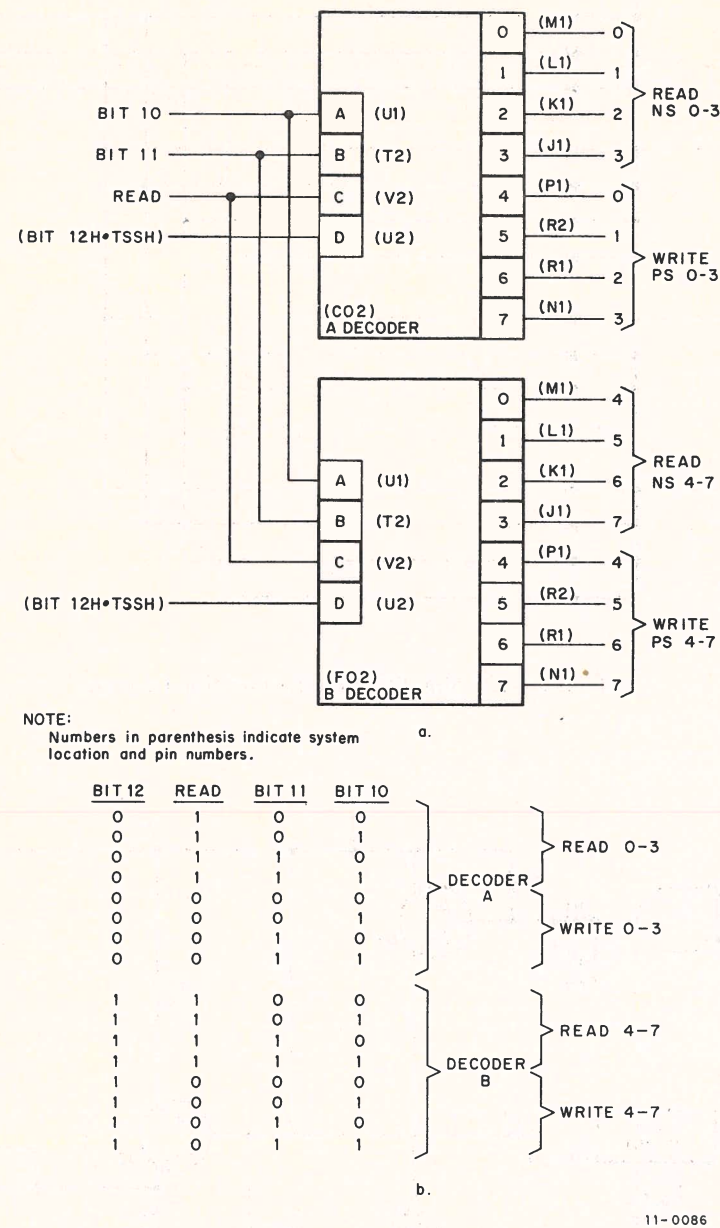 0 (M1) 0
1 (L1) 1
BIT 10 A (U1) 2 (K1) 2 READ NS 0-3
BIT 11 B (T2) 3 (J1) 3
READ C (V2) 4 (P1) 0
(BIT 12H•TSSH) D (U2) 5 (R2) 1
6 (R1) 2 WRITE PS 0-3
(C02) 7 (N1) 3
A DECODER
0 (M1) 4
1 (L1) 5
A (U1) 2 (K1) 6 READ NS 4-7
B (T2) 3 (J1) 7
C (V2) 4 (P1) 4
(BIT 12H•TSSH) D (U2) 5 (R2) 5
6 (R1) 6 WRITE PS 4-7
(F02) 7 (N1) 7
B DECODER
NOTE:
Numbers in parenthesis indicate system
location and pin numbers.
a.
BIT 12 READ BIT 11 BIT 10
0 1 0 0
0 1 0 1
0 1 1 0 READ 0-3
0 1 1 1 DECODER A
0 0 0 0
0 0 0 1
0 0 1 0 WRITE 0-3
0 0 1 1
1 1 0 0
1 1 0 1
1 1 1 0 READ 4-7
1 1 1 1 DECODER B
1 0 0 0
1 0 0 1
1 0 1 0 WRITE 4-7
1 0 1 1
b.
11-0086